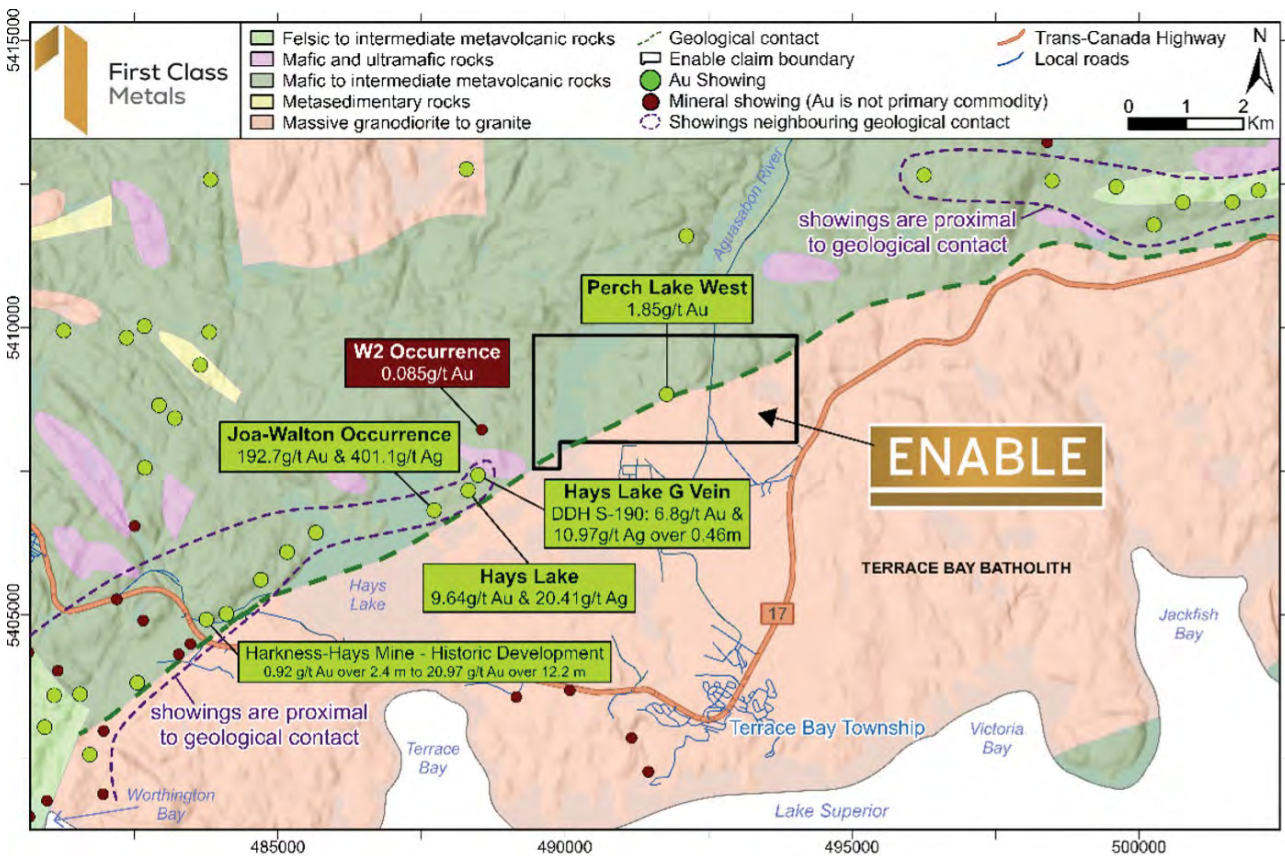 First Class
Metals
Felsic to intermediate metavolcanic rocks
Mafic and ultramafic rocks
Mafic to intermediate metavolcanic rocks
Metasedimentary rocks
Massive granodiorite to granite
Geological contact
Enable claim boundary
Au Showing
Mineral showing (Au is not primary commodity)
Showings neighbouring geological contact
Trans-Canada Highway
Local roads
N
0 1 2
Km
5415000
5410000
5405000
Aguasabon River
showings are proximal
to geological contact
Perch Lake West
1.85g/t Au
W2 Occurrence
0.085g/t Au
Joa-Walton Occurrence
192.7g/t Au & 401.1g/t Ag
ENABLE
Hays Lake G Vein
DDH S-190: 6.8g/t Au &
10.97g/t Ag over 0.46m
Hays Lake
9.64g/t Au & 20.41g/t Ag
Hays
Lake
TERRACE BAY BATHOLITH
17
Jackfish
Bay
Harkness-Hays Mine - Historic Development
0.92 g/t Au over 2.4 m to 20.97 g/t Au over 12.2 m
showings are proximal
to geological contact
Terrace Bay Township
Victoria
Bay
Terrace
Bay
Worthington
Bay
Lake Superior
485000 490000 495000 500000